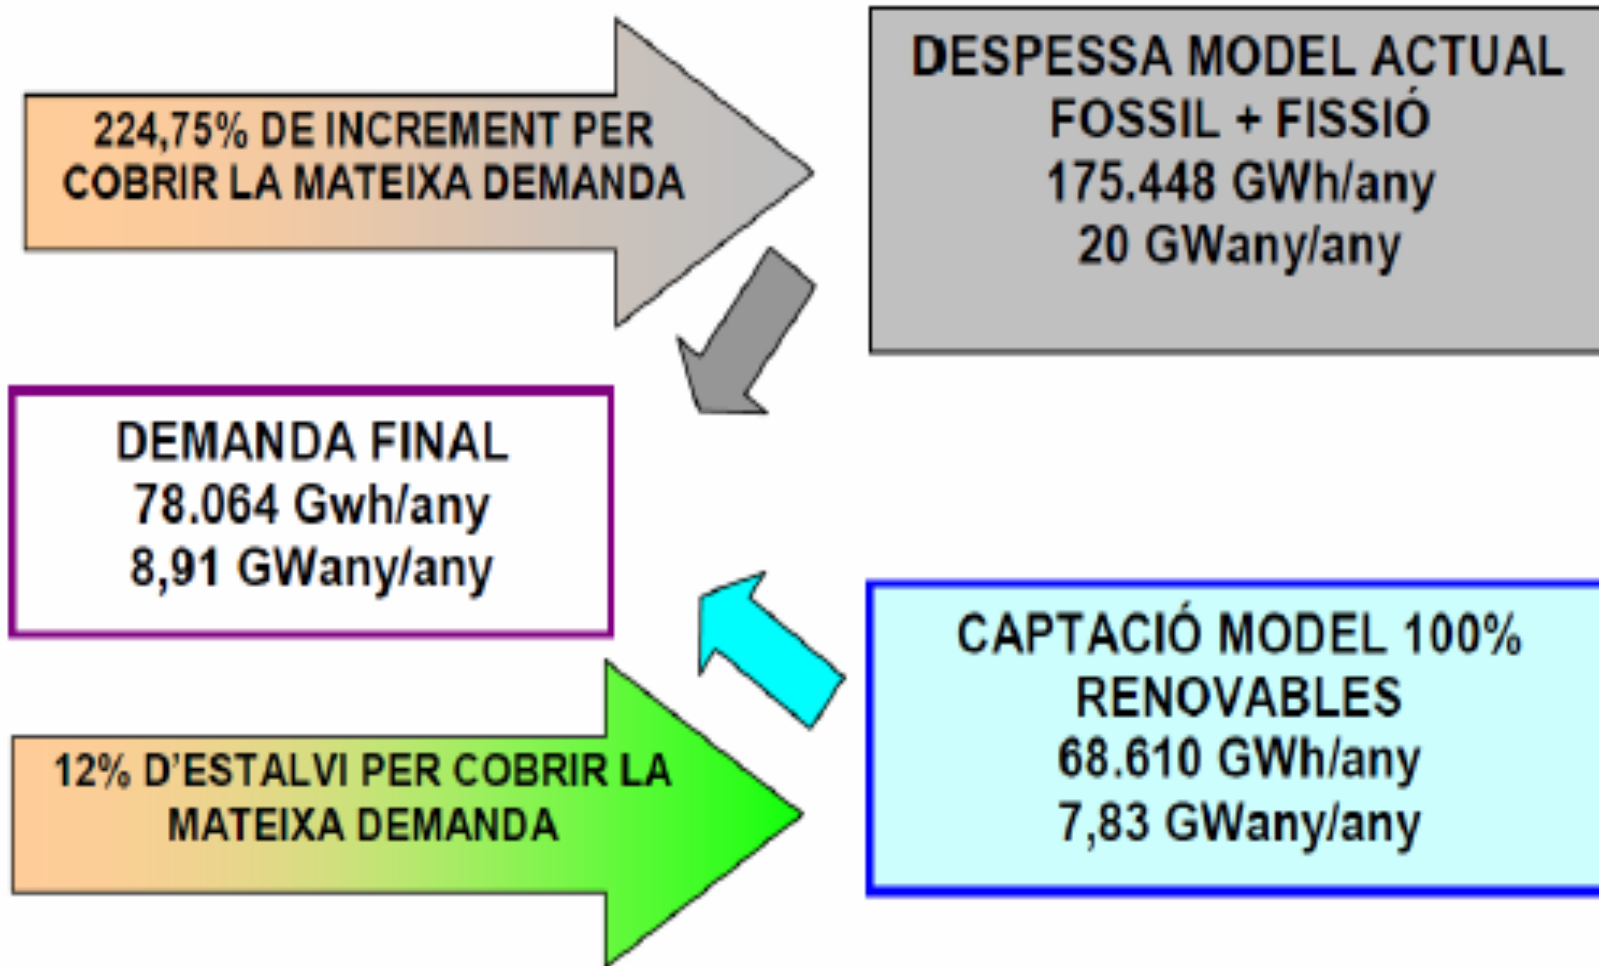 224,75% DE INCREMENT PER
COBRIR LA MATEIXA DEMANDA
DESPESSA MODEL ACTUAL
FOSSIL + FISSIÓ
175.448 GWh/any
20 GWany/any
DEMANDA FINAL
78.064 Gwh/any
8,91 GWany/any
12% D'ESTALVI PER COBRIR LA
MATEIXA DEMANDA
CAPTACIÓ MODEL 100%
RENOVABLES
68.610 GWh/any
7,83 GWany/any